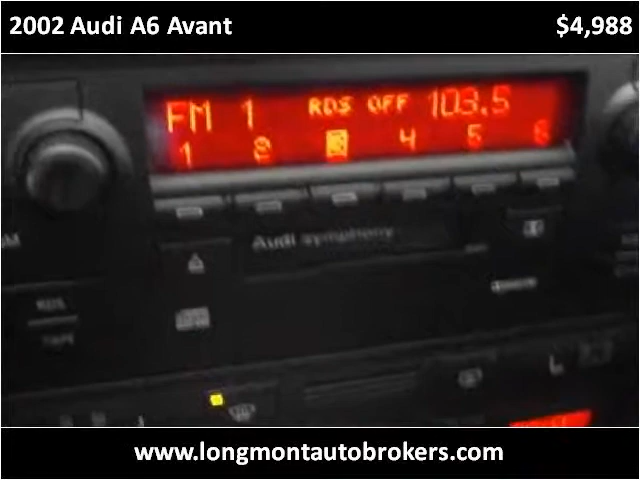 2002 Audi A6 Avant $4,988
FM 1 RDS OFF 103.5
1 2 3 4 5 6
Audi symphony
www.longmontautobrokers.com